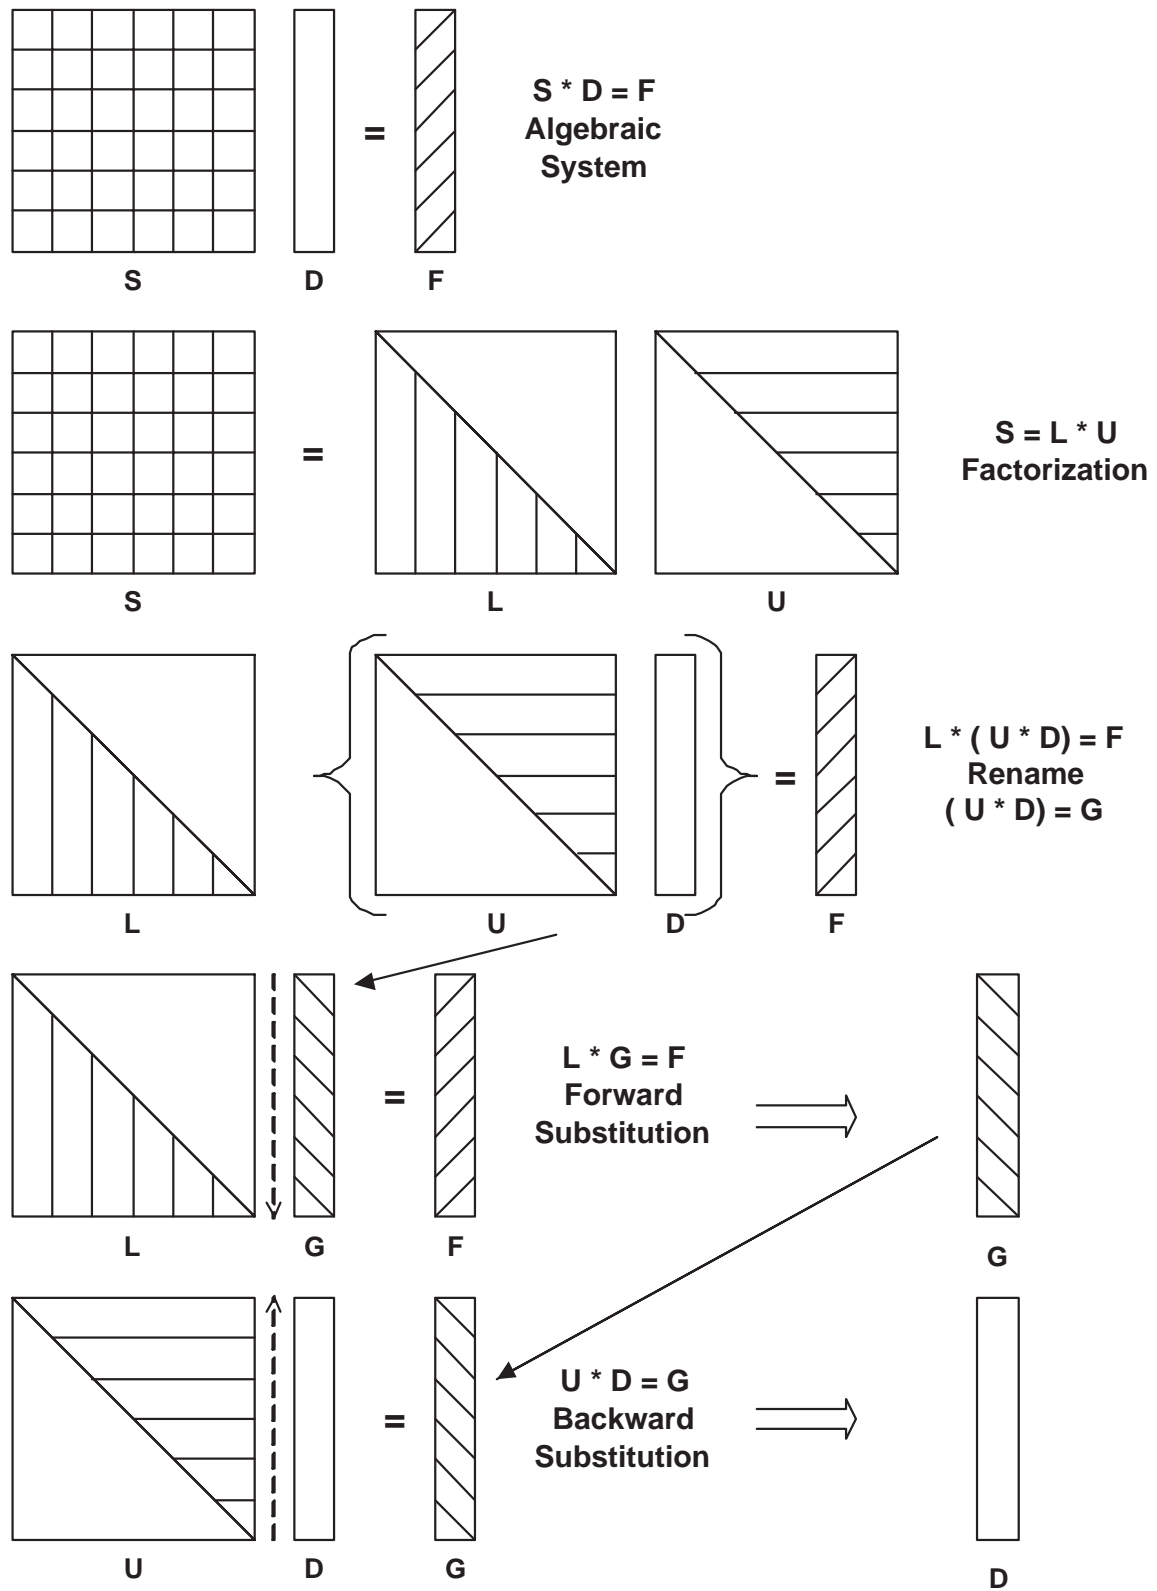 S * D = F
Algebraic
System
=
S D F
S = L * U
Factorization
=
S L U
L * ( U * D) = F
Rename
( U * D) = G
=
L U D F
L * G = F
Forward
Substitution
=
L G F G
U * D = G
Backward
Substitution
=
U D G D